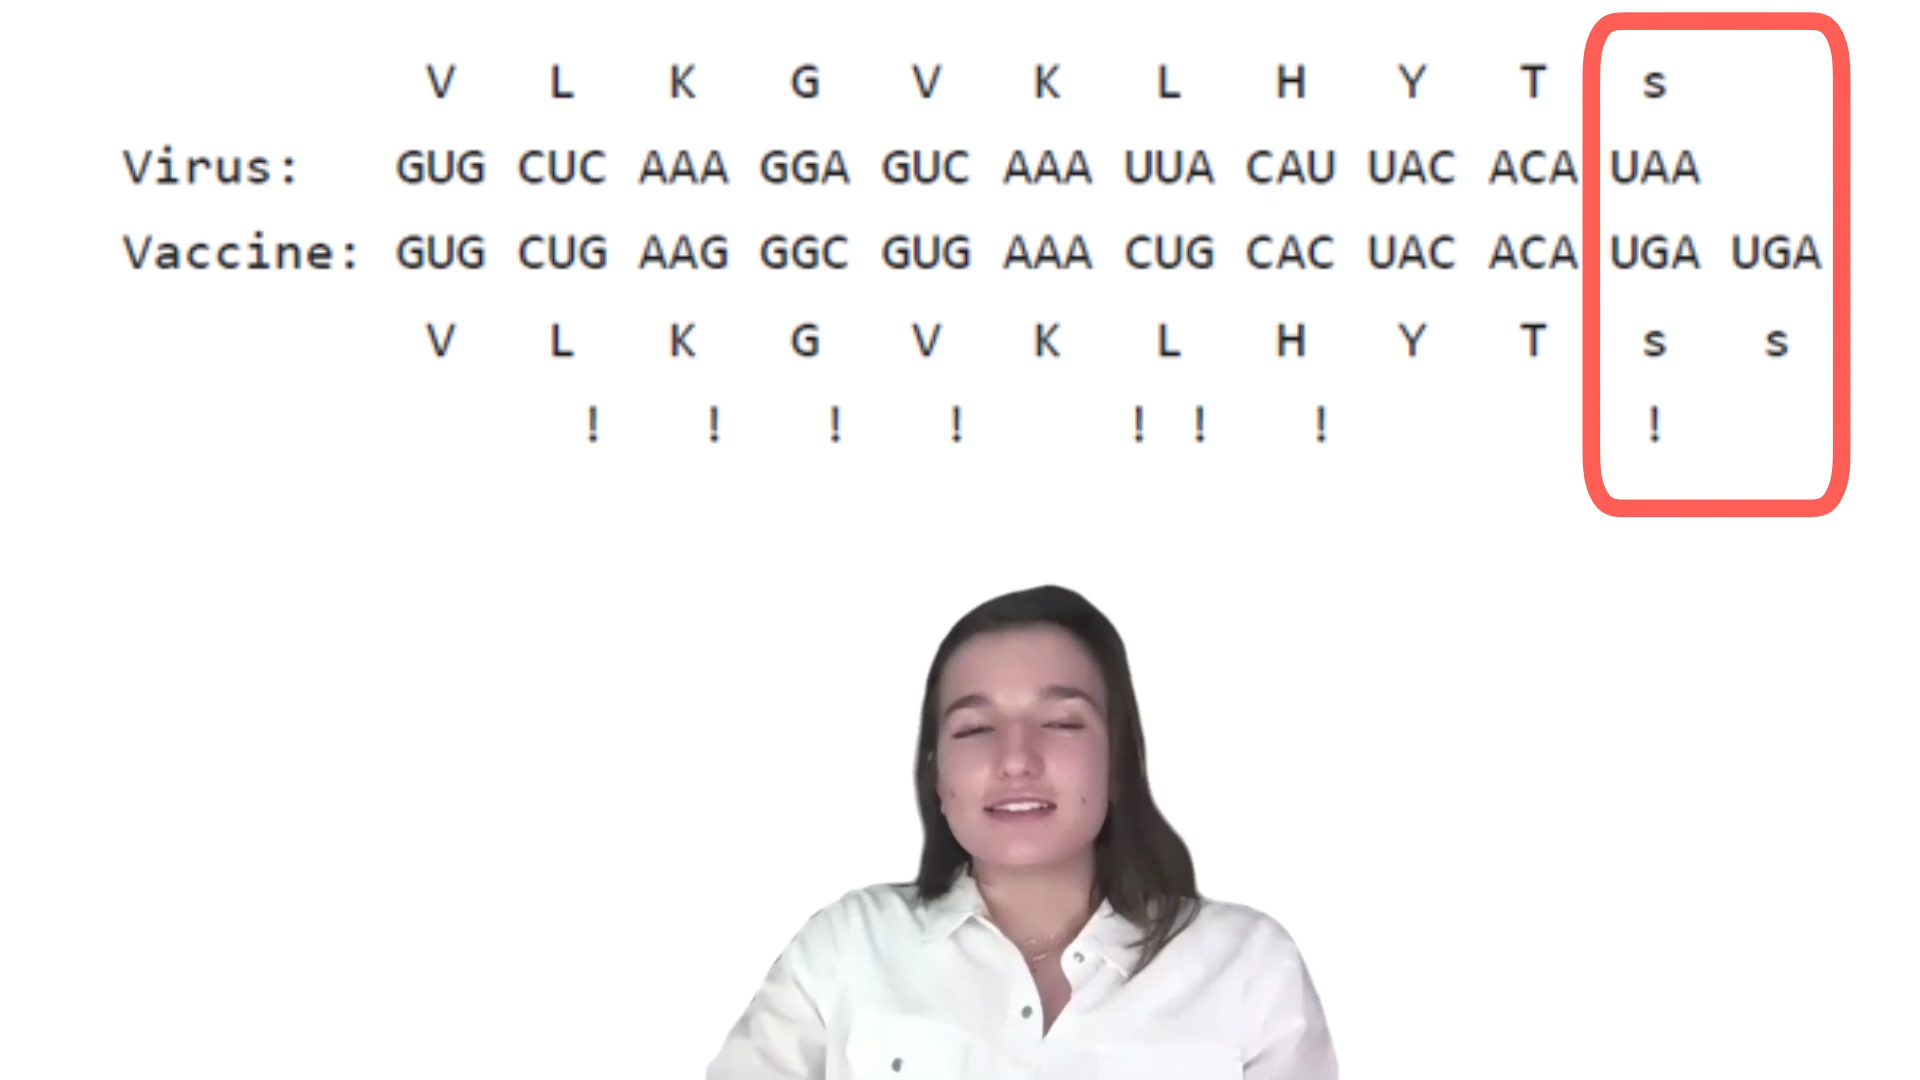 V L K G V K L H Y T s
Virus: GUG CUC AAA GGA GUC AAA UUA CAU UAC ACA UAA
Vaccine: GUG CUG AAG GGC GUG AAA CUG CAC UAC ACA UGA UGA
V L K G V K L H Y T s s
! ! ! ! ! ! ! !